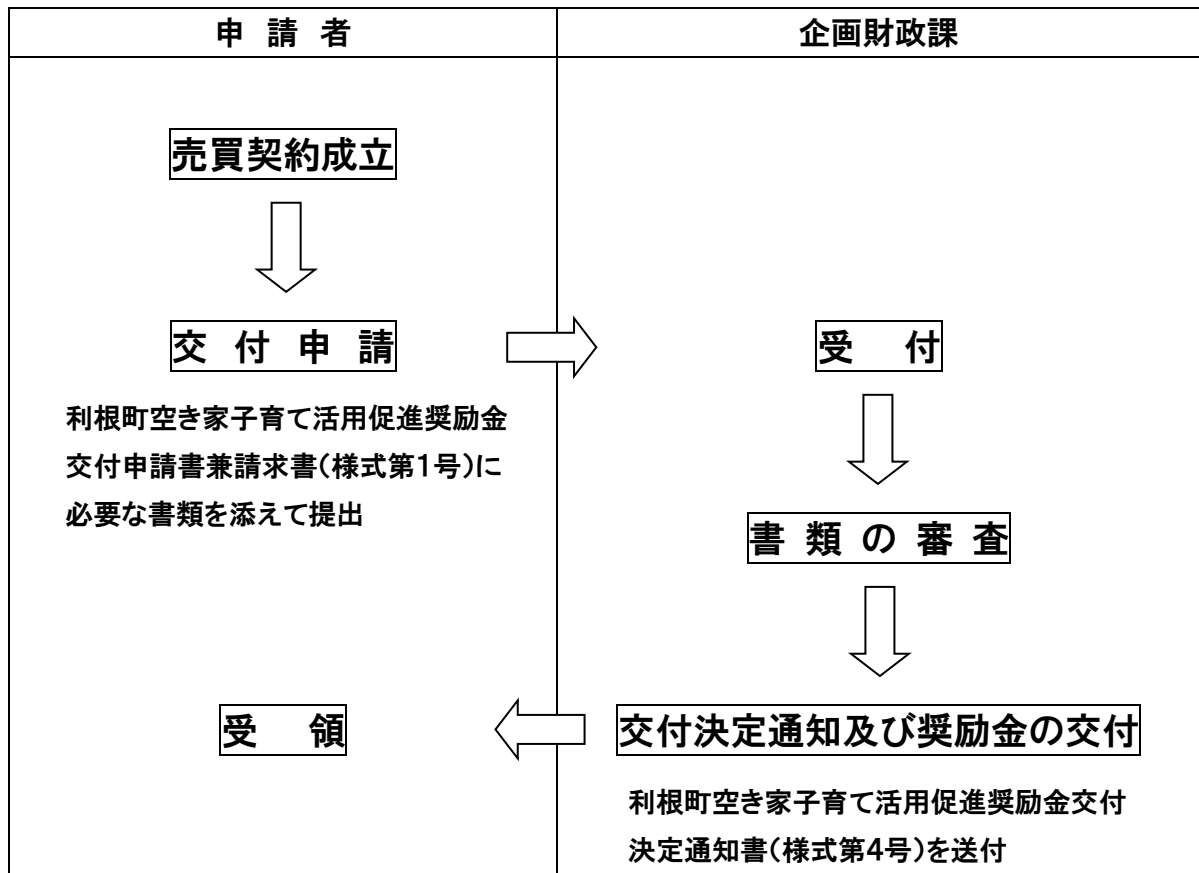 申 請 者
企画財政課
売買契約成立
交 付 申 請
受 付
利根町空き家子育て活用促進奨励金
交付申請書兼請求書(様式第1号)に
必要な書類を添えて提出
書 類 の 審 査
受 領
交付決定通知及び奨励金の交付
利根町空き家子育て活用促進奨励金交付
決定通知書(様式第4号)を送付